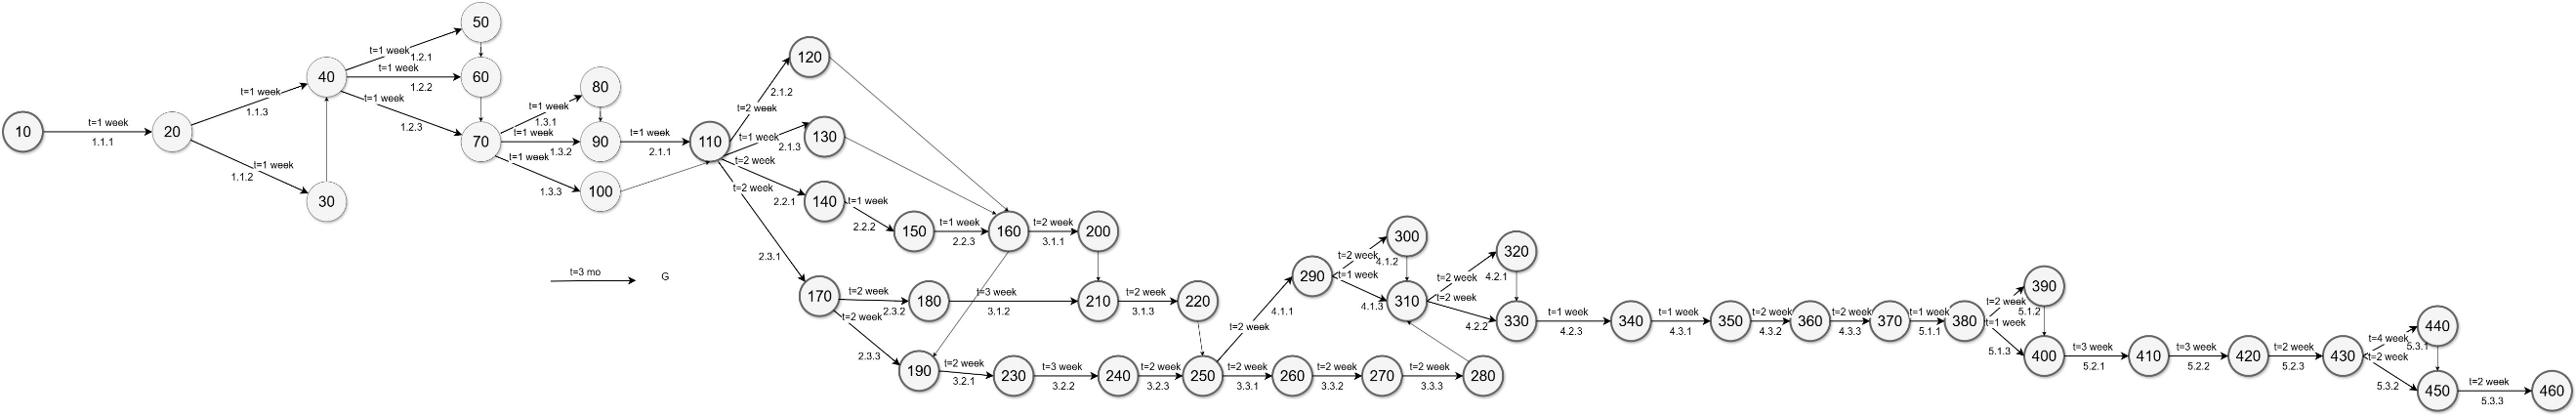 10
t=1 week
1.1.1
20
t=1 week
1.1.3
t=1 week
1.1.2
30
40
t=1 week
1.2.1
t=1 week
1.2.2
t=1 week
1.2.3
50
60
70
t=1 week
1.3.1
t=1 week
1.3.2
t=1 week
1.3.3
80
90
100
t=1 week
2.1.1
110
t=2 week
2.1.2
t=1 week
2.1.3
t=2 week
2.2.1
t=2 week
2.3.1
120
130
140
t=1 week
2.2.2
150
t=1 week
2.2.3
160
t=2 week
3.1.1
200
t=3 mo
G
170
t=2 week
2.3.2
180
t=3 week
3.1.2
210
t=2 week
3.1.3
220
t=2 week
2.3.3
190
t=2 week
3.2.1
230
t=3 week
3.2.2
240
t=2 week
3.2.3
250
t=2 week
4.1.1
t=2 week
3.3.1
260
t=2 week
3.3.2
270
t=2 week
3.3.3
280
290
t=2 week
4.1.2
t=1 week
4.1.3
300
310
t=2 week
4.2.1
t=2 week
4.2.2
320
330
t=1 week
4.2.3
340
t=1 week
4.3.1
350
t=2 week
4.3.2
360
t=2 week
4.3.3
370
t=1 week
5.1.1
380
t=2 week
5.1.2
t=1 week
5.1.3
390
400
t=3 week
5.2.1
410
t=3 week
5.2.2
420
t=2 week
5.2.3
430
t=4 week
5.3.1
t=2 week
5.3.2
440
450
t=2 week
5.3.3
460